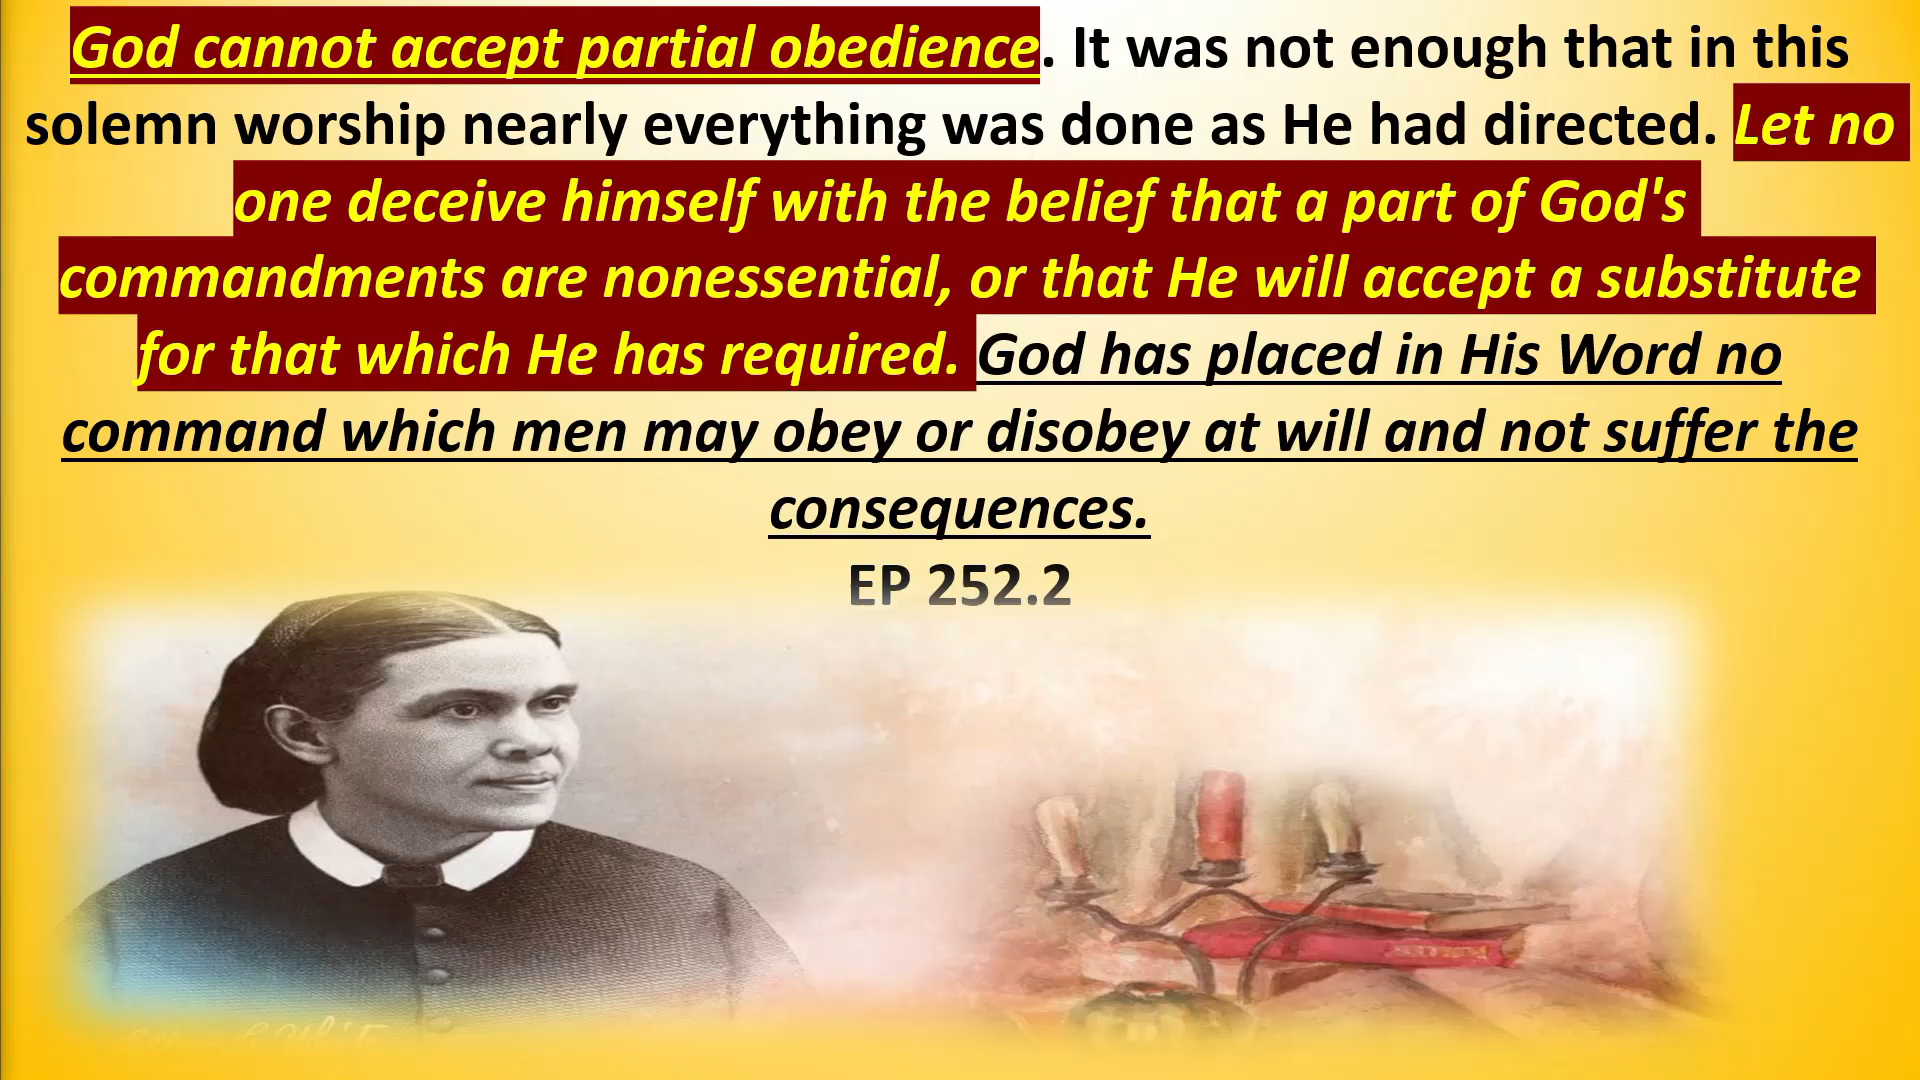 God cannot accept partial obedience. It was not enough that in this
solemn worship nearly everything was done as He had directed. Let no
one deceive himself with the belief that a part of God's
commandments are nonessential, or that He will accept a substitute
for that which He has required. God has placed in His Word no
command which men may obey or disobey at will and not suffer the
consequences.
EP 252.2